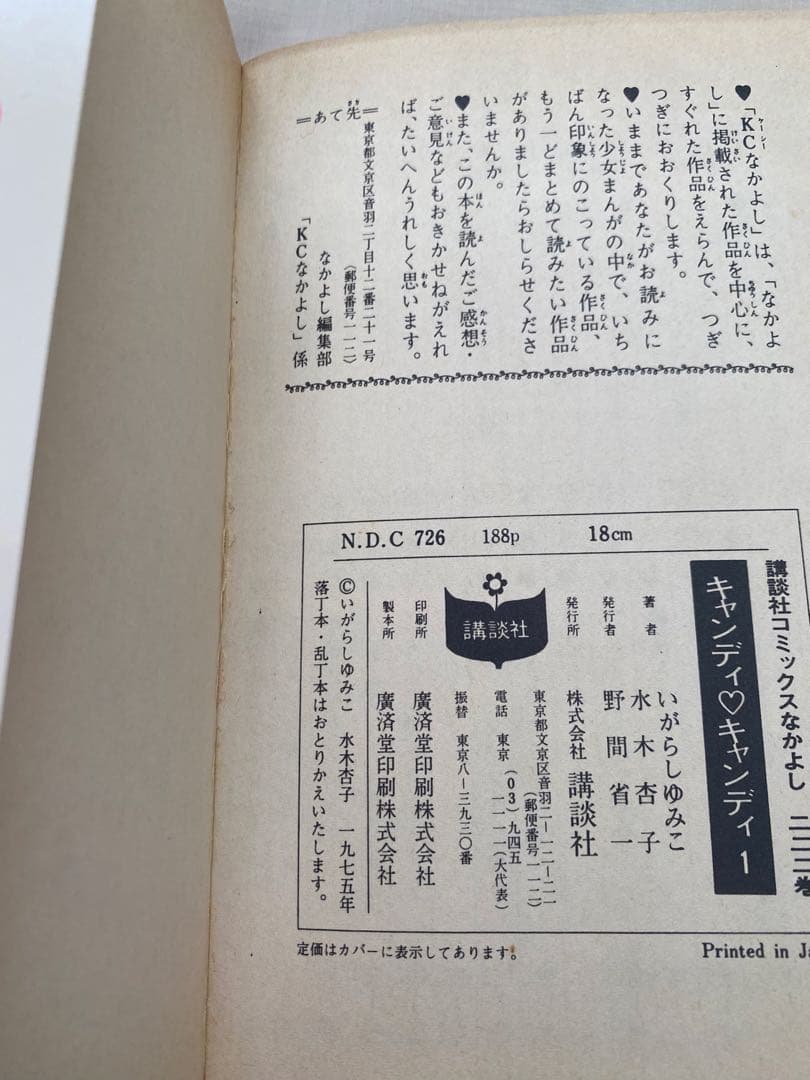 ♥「KCなかよし」は、「なかよ
し」に掲載された作品を中心に、
すぐれた作品をえらんで、つぎ
つぎにおおくりします。
♥いままであなたがお読みに
なった少女まんがの中で、いち
ばん印象にのこっている作品、
もう一どまとめて読みたい作品
がありましたらおしらせくださ
いませんか。
♥また、この本を読んだご感想・
ご意見などもおきかせねがえれ
ば、たいへんうれしく思います。
=あて先=
東京都文京区音羽二丁目十二番二十一号
(郵便番号一一二)
なかよし編集部
「KCなかよし」係
N.D.C 726 188p 18cm
講談社コミックスなかよし
キャンディ♡キャンディ 1
著者 いがらしゆみこ
水木杏子
発行者 野間省一
発行所 株式会社 講談社
東京都文京区音羽二―一二―二一
(郵便番号一一二)
電話 東京(03)九四五
一一一一(大代表)
振替 東京八―三九三〇番
講談社
印刷所 廣済堂印刷株式会社
製本所 廣済堂印刷株式会社
©いがらしゆみこ 水木杏子 一九七五年
落丁本・乱丁本はおとりかえいたします。
定価はカバーに表示してあります。
Printed in